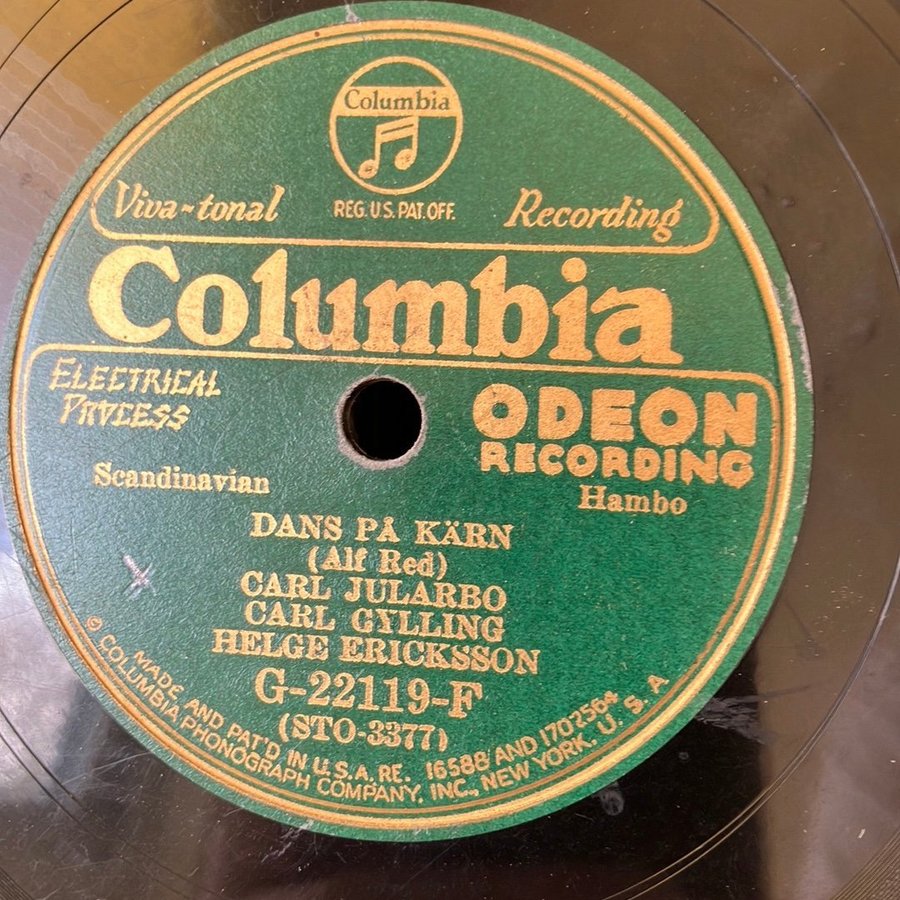 Columbia
REG. U.S. PAT. OFF.
Viva-tonal Recording
Columbia
ELECTRICAL
PROCESS
ODEON
RECORDING
Scandinavian
Hambo
DANS PÅ KÄRN
(Alf Red)
CARL JULARBO
CARL GYLLING
HELGE ERICKSSON
G-22119-F
(STO-3377)
MADE AND PAT'D IN U.S.A. RE. 16588 AND 1702564
© COLUMBIA PHONOGRAPH COMPANY, INC., NEW YORK, U. S. A